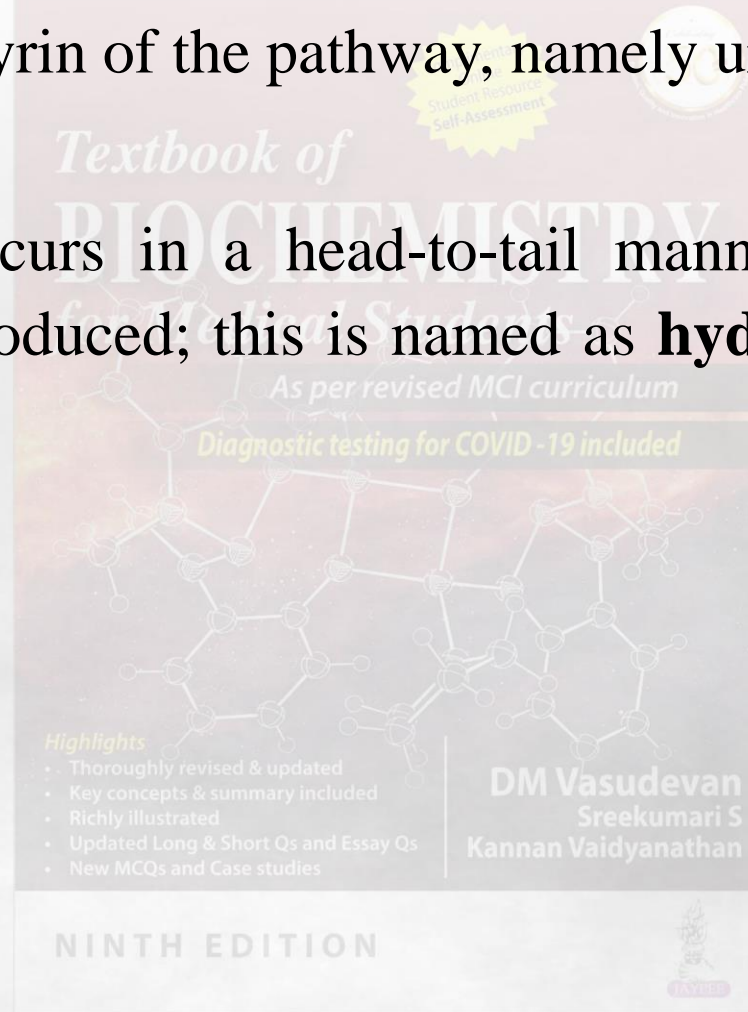 yrin of the pathway, namely u
Student Resource
Self-Assessment
Textbook of
BIOCHEMISTRY
curs in a head-to-tail mann
for Medical Students
oduced; this is named as hyd
As per revised MCI curriculum
Diagnostic testing for COVID -19 included
Highlights
• Thoroughly revised & updated
• Key concepts & summary included
• Richly illustrated
• Updated Long & Short Qs and Essay Qs
• New MCQs and Case studies
DM Vasudevan
Sreekumari S
Kannan Vaidyanathan
NINTH EDITION
JAYPEE